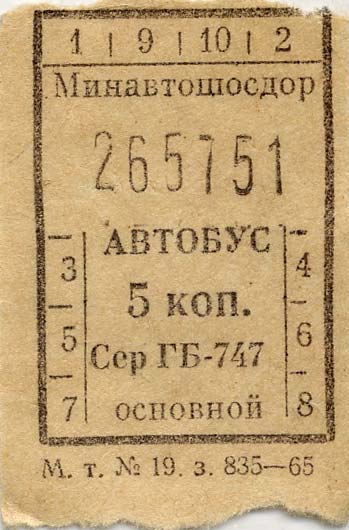 1 | 9 | 10 | 2
Минавтошосдор
265751
АВТОБУС
3
4
5 коп.
5
6
Сер ГБ-747
7
основной
8
М. т. № 19. з. 835—65